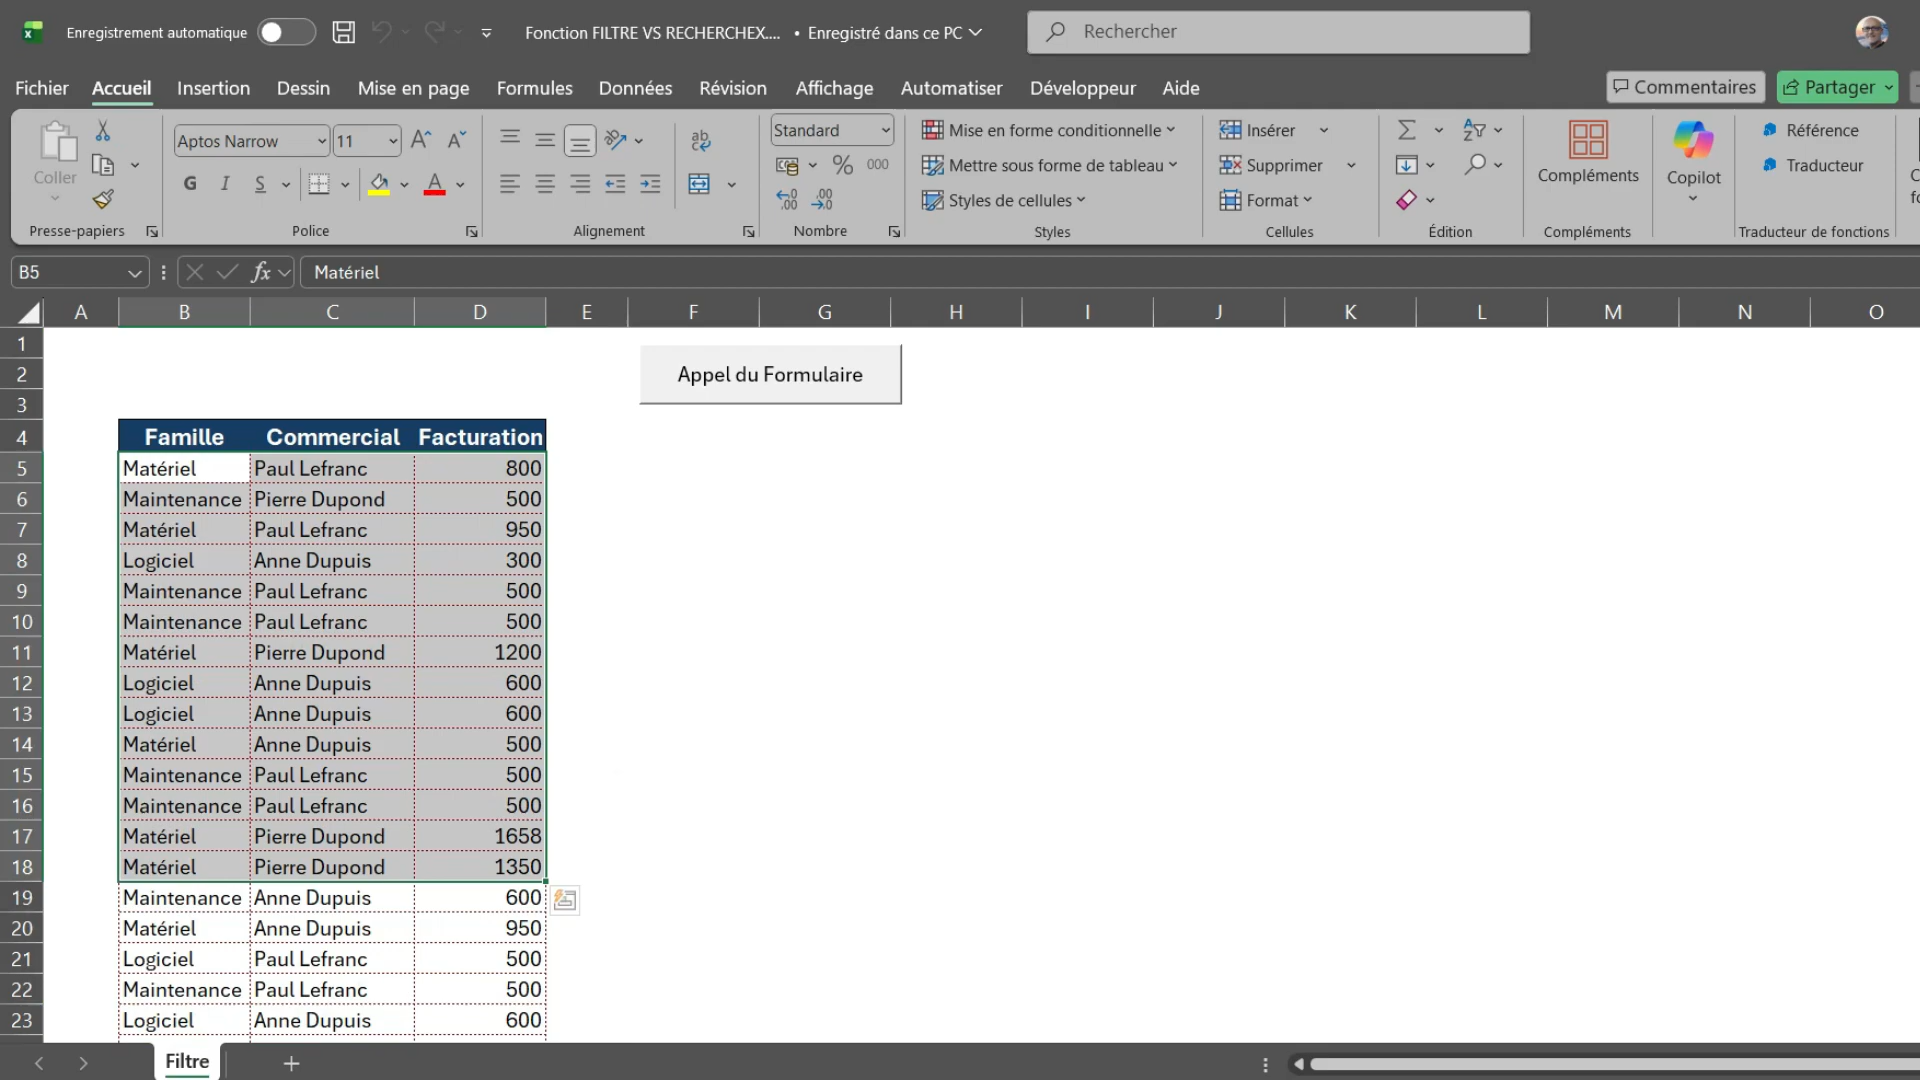 Enregistrement automatique
Fonction FILTRE VS RECHERCHEX.... • Enregistré dans ce PC
Rechercher
Fichier Accueil Insertion Dessin Mise en page Formules Données Révision Affichage Automatiser Développeur Aide
Commentaires Partager
Coller
Presse-papiers
Aptos Narrow 11
G I S
Police
ab
Alignement
Standard
% 000
Nombre
Mise en forme conditionnelle
Mettre sous forme de tableau
Styles de cellules
Styles
Insérer
Supprimer
Format
Cellules
Édition
Compléments
Compléments
Copilot
Référence
Traducteur
Traducteur de fonctions
B5 fx Matériel
A B C D E F G H I J K L M N O
1
2 Appel du Formulaire
3
4 Famille Commercial Facturation
5 Matériel Paul Lefranc 800
6 Maintenance Pierre Dupond 500
7 Matériel Paul Lefranc 950
8 Logiciel Anne Dupuis 300
9 Maintenance Paul Lefranc 500
10 Maintenance Paul Lefranc 500
11 Matériel Pierre Dupond 1200
12 Logiciel Anne Dupuis 600
13 Logiciel Anne Dupuis 600
14 Matériel Anne Dupuis 500
15 Maintenance Paul Lefranc 500
16 Maintenance Paul Lefranc 500
17 Matériel Pierre Dupond 1658
18 Matériel Pierre Dupond 1350
19 Maintenance Anne Dupuis 600
20 Matériel Anne Dupuis 950
21 Logiciel Paul Lefranc 500
22 Maintenance Paul Lefranc 500
23 Logiciel Anne Dupuis 600
Filtre